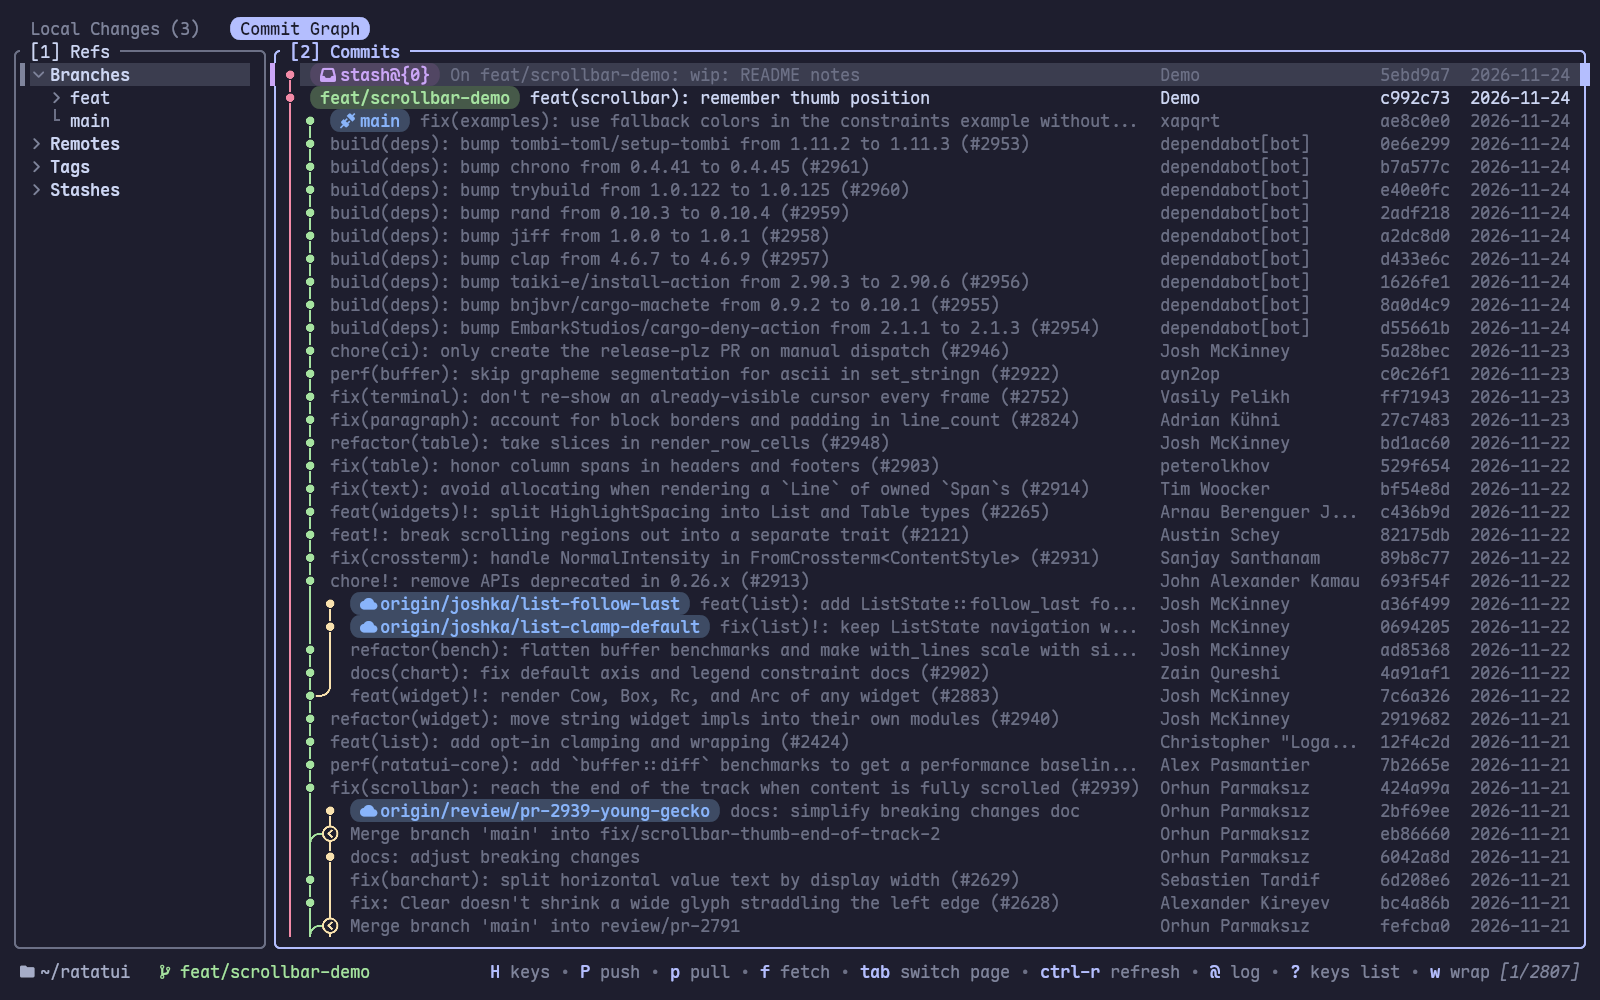 Local Changes (3) Commit Graph
[1] Refs [2] Commits
Branches stash@{0} On feat/scrollbar-demo: wip: README notes Demo 5ebd9a7 2026-11-24
feat feat/scrollbar-demo feat(scrollbar): remember thumb position Demo c992c73 2026-11-24
main main fix(examples): use fallback colors in the constraints example without... xapqrt ae8c0e0 2026-11-24
Remotes build(deps): bump tombi-toml/setup-tombi from 1.11.2 to 1.11.3 (#2953) dependabot[bot] 0e6e299 2026-11-24
Tags build(deps): bump chrono from 0.4.41 to 0.4.45 (#2961) dependabot[bot] b7a577c 2026-11-24
Stashes build(deps): bump trybuild from 1.0.122 to 1.0.125 (#2960) dependabot[bot] e40e0fc 2026-11-24
build(deps): bump rand from 0.10.3 to 0.10.4 (#2959) dependabot[bot] 2adf218 2026-11-24
build(deps): bump jiff from 1.0.0 to 1.0.1 (#2958) dependabot[bot] a2dc8d0 2026-11-24
build(deps): bump clap from 4.6.7 to 4.6.9 (#2957) dependabot[bot] d433e6c 2026-11-24
build(deps): bump taiki-e/install-action from 2.90.3 to 2.90.6 (#2956) dependabot[bot] 1626fe1 2026-11-24
build(deps): bump bnjbvr/cargo-machete from 0.9.2 to 0.10.1 (#2955) dependabot[bot] 8a0d4c9 2026-11-24
build(deps): bump EmbarkStudios/cargo-deny-action from 2.1.1 to 2.1.3 (#2954) dependabot[bot] d55661b 2026-11-24
chore(ci): only create the release-plz PR on manual dispatch (#2946) Josh McKinney 5a28bec 2026-11-23
perf(buffer): skip grapheme segmentation for ascii in set_stringn (#2922) ayn2op c0c26f1 2026-11-23
fix(terminal): don't re-show an already-visible cursor every frame (#2752) Vasily Pelikh ff71943 2026-11-23
fix(paragraph): account for block borders and padding in line_count (#2824) Adrian Kühni 27c7483 2026-11-23
refactor(table): take slices in render_row_cells (#2948) Josh McKinney bd1ac60 2026-11-22
fix(table): honor column spans in headers and footers (#2903) peterolkhov 529f654 2026-11-22
fix(text): avoid allocating when rendering a `Line` of owned `Span`s (#2914) Tim Woocker bf54e8d 2026-11-22
feat(widgets)!: split HighlightSpacing into List and Table types (#2265) Arnau Berenguer J... c436b9d 2026-11-22
feat!: break scrolling regions out into a separate trait (#2121) Austin Schey 82175db 2026-11-22
fix(crossterm): handle NormalIntensity in FromCrossterm<ContentStyle> (#2931) Sanjay Santhanam 89b8c77 2026-11-22
chore!: remove APIs deprecated in 0.26.x (#2913) John Alexander Kamau 693f54f 2026-11-22
origin/joshka/list-follow-last feat(list): add ListState::follow_last fo... Josh McKinney a36f499 2026-11-22
origin/joshka/list-clamp-default fix(list)!: keep ListState navigation w... Josh McKinney 0694205 2026-11-22
refactor(bench): flatten buffer benchmarks and make with_lines scale with si... Josh McKinney ad85368 2026-11-22
docs(chart): fix default axis and legend constraint docs (#2902) Zain Qureshi 4a91af1 2026-11-22
feat(widget)!: render Cow, Box, Rc, and Arc of any widget (#2883) Josh McKinney 7c6a326 2026-11-22
refactor(widget): move string widget impls into their own modules (#2940) Josh McKinney 2919682 2026-11-21
feat(list): add opt-in clamping and wrapping (#2424) Christopher "Loga... 12f4c2d 2026-11-21
perf(ratatui-core): add `buffer::diff` benchmarks to get a performance baselin... Alex Pasmantier 7b2665e 2026-11-21
fix(scrollbar): reach the end of the track when content is fully scrolled (#2939) Orhun Parmaksız 424a99a 2026-11-21
origin/review/pr-2939-young-gecko docs: simplify breaking changes doc Orhun Parmaksız 2bf69ee 2026-11-21
Merge branch 'main' into fix/scrollbar-thumb-end-of-track-2 Orhun Parmaksız eb86660 2026-11-21
docs: adjust breaking changes Orhun Parmaksız 6042a8d 2026-11-21
fix(barchart): split horizontal value text by display width (#2629) Sebastien Tardif 6d208e6 2026-11-21
fix: Clear doesn't shrink a wide glyph straddling the left edge (#2628) Alexander Kireyev bc4a86b 2026-11-21
Merge branch 'main' into review/pr-2791 Orhun Parmaksız fefcba0 2026-11-21
~/ratatui feat/scrollbar-demo H keys • P push • p pull • f fetch • tab switch page • ctrl-r refresh • @ log • ? keys list • w wrap [1/2807]